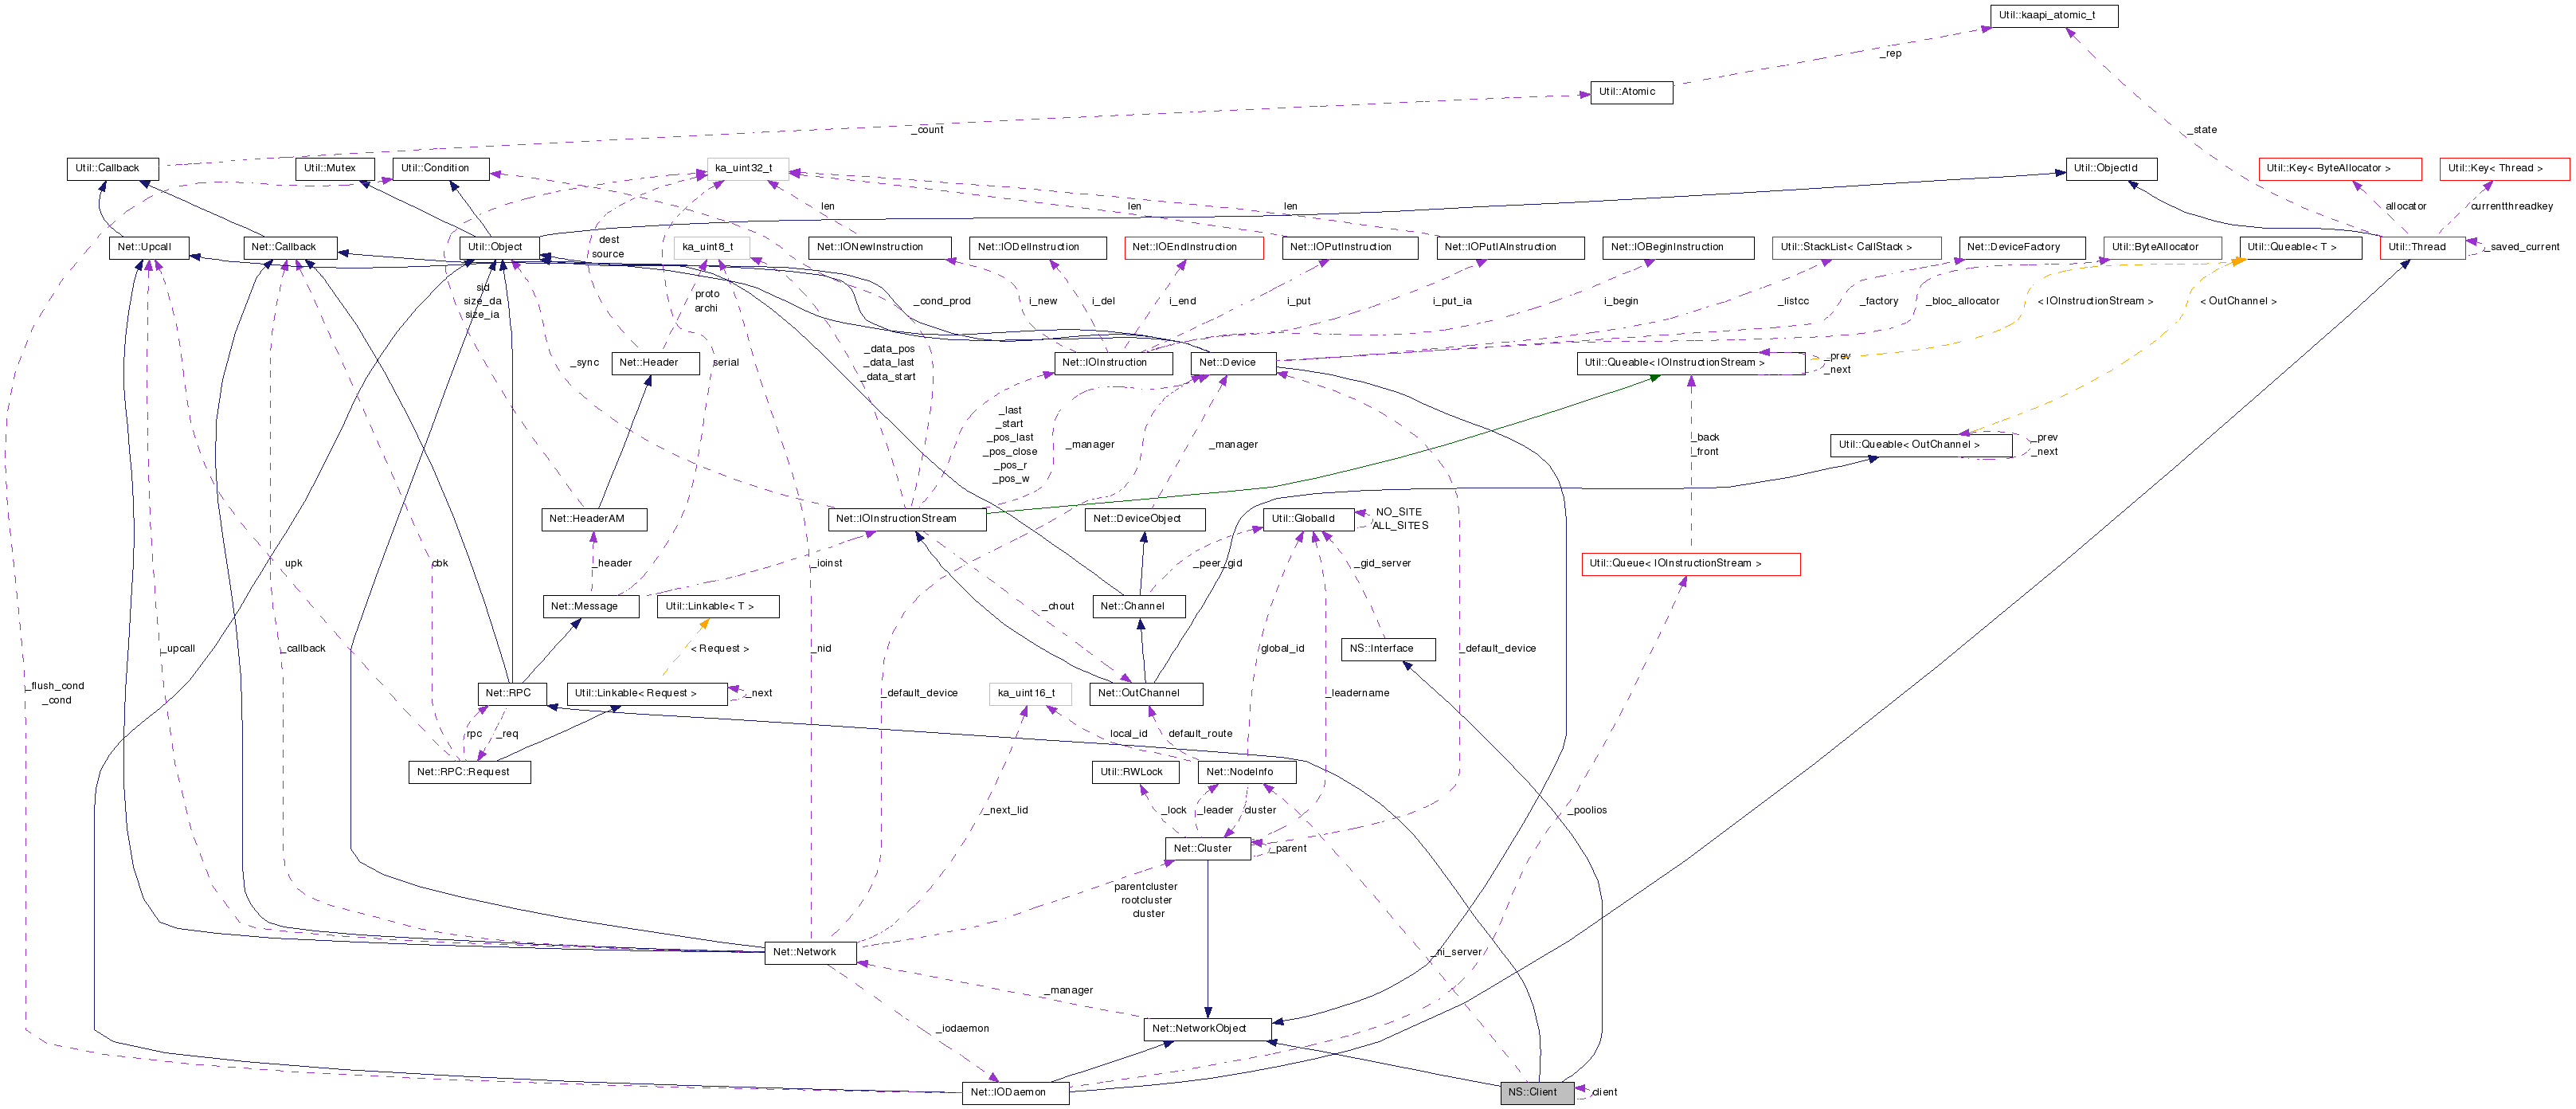 Util::kaapi_atomic_t
_rep
Util::Atomic
_count
_state
Util::Callback
Util::Mutex
Util::Condition
ka_uint32_t
Util::ObjectId
Util::Key< ByteAllocator >
Util::Key< Thread >
len
len
len
allocator
currentthreadkey
Net::Upcall
Net::Callback
Util::Object
dest
source
ka_uint8_t
Net::IONewInstruction
Net::IODelInstruction
Net::IOEndInstruction
Net::IOPutInstruction
Net::IOPutIAInstruction
Net::IOBeginInstruction
Util::StackList< CallStack >
Net::DeviceFactory
Util::ByteAllocator
Util::Queable< T >
Util::Thread
_saved_current
sid
size_da
size_ia
proto
archi
_cond_prod
i_new
i_del
i_end
i_put
i_put_ia
i_begin
_listcc
_factory
_bloc_allocator
< IOInstructionStream >
< OutChannel >
_sync
Net::Header
serial
_data_pos
_data_last
_data_start
Net::IOInstruction
Net::Device
Util::Queable< IOInstructionStream >
_prev
_next
_last
_start
_pos_last
_pos_close
_pos_r
_pos_w
_manager
_manager
_back
_front
Util::Queable< OutChannel >
_prev
_next
Net::HeaderAM
Net::IOInstructionStream
Net::DeviceObject
Util::GlobalId
NO_SITE
ALL_SITES
upk
cbk
_header
_ioinst
_peer_gid
_gid_server
Util::Queue< IOInstructionStream >
Net::Message
Util::Linkable< T >
_chout
Net::Channel
_upcall
_callback
< Request >
_nid
global_id
NS::Interface
_default_device
_flush_cond
_cond
Net::RPC
Util::Linkable< Request >
_next
_default_device
ka_uint16_t
Net::OutChannel
_leadername
rpc
_req
local_id
default_route
Net::RPC::Request
Util::RWLock
Net::NodeInfo
_next_lid
_lock
_leader
cluster
_poolios
Net::Cluster
_parent
parentcluster
rootcluster
cluster
Net::Network
_ni_server
_manager
_iodaemon
Net::NetworkObject
Net::IODaemon
NS::Client
client